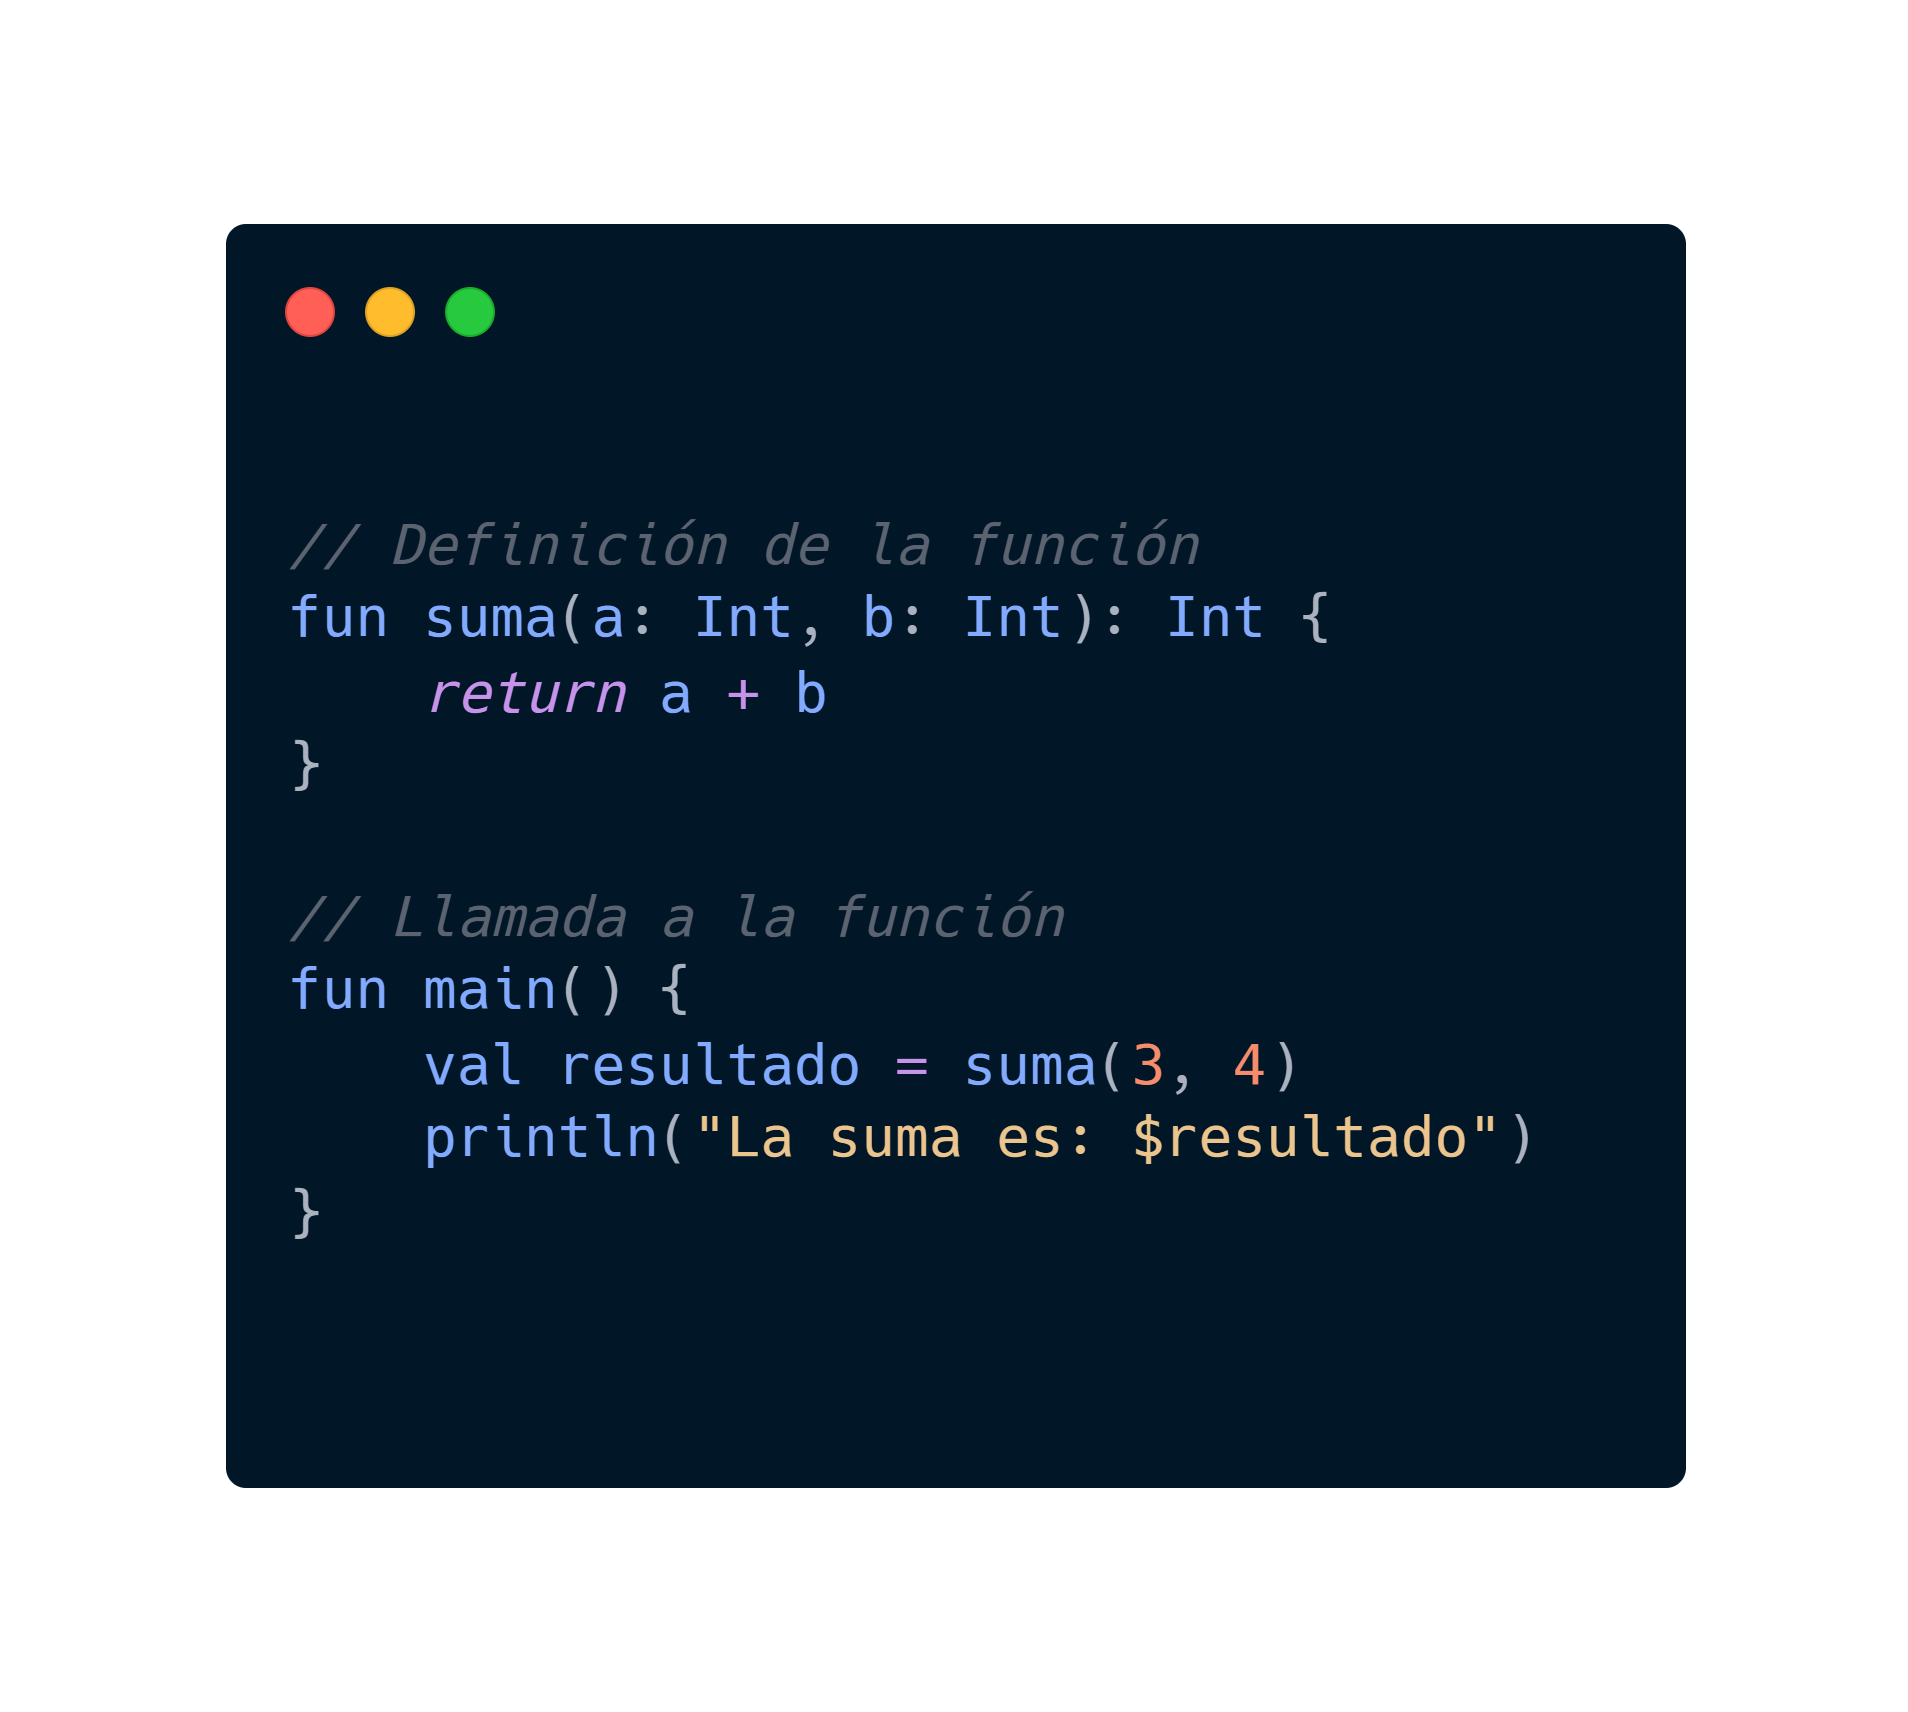 // Definición de la función
fun suma(a: Int, b: Int): Int {
    return a + b
}
// Llamada a la función
fun main() {
    val resultado = suma(3, 4)
    println("La suma es: $resultado")
}